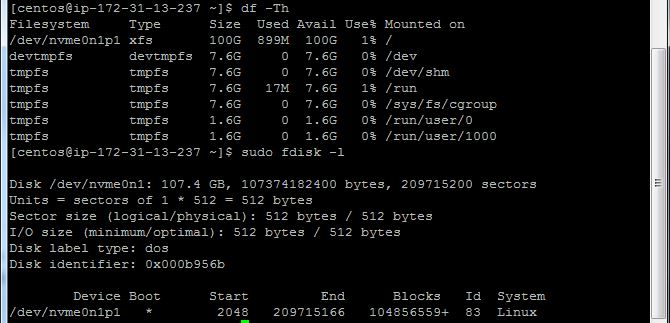 [centos@ip-172-31-13-237 ~]$ df -Th
Filesystem     Type      Size  Used Avail Use% Mounted on
/dev/nvme0n1p1 xfs       100G  899M  100G   1% /
devtmpfs       devtmpfs  7.6G     0  7.6G   0% /dev
tmpfs          tmpfs     7.6G     0  7.6G   0% /dev/shm
tmpfs          tmpfs     7.6G   17M  7.6G   1% /run
tmpfs          tmpfs     7.6G     0  7.6G   0% /sys/fs/cgroup
tmpfs          tmpfs     1.6G     0  1.6G   0% /run/user/0
tmpfs          tmpfs     1.6G     0  1.6G   0% /run/user/1000
[centos@ip-172-31-13-237 ~]$ sudo fdisk -l
Disk /dev/nvme0n1: 107.4 GB, 107374182400 bytes, 209715200 sectors
Units = sectors of 1 * 512 = 512 bytes
Sector size (logical/physical): 512 bytes / 512 bytes
I/O size (minimum/optimal): 512 bytes / 512 bytes
Disk label type: dos
Disk identifier: 0x000b956b
        Device Boot      Start         End      Blocks   Id  System
/dev/nvme0n1p1   *        2048   209715166   104856559+  83  Linux